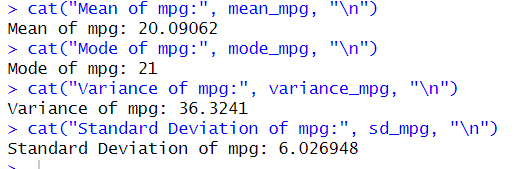 > cat("Mean of mpg:", mean_mpg, "\n")
Mean of mpg: 20.09062
> cat("Mode of mpg:", mode_mpg, "\n")
Mode of mpg: 21
> cat("Variance of mpg:", variance_mpg, "\n")
Variance of mpg: 36.3241
> cat("Standard Deviation of mpg:", sd_mpg, "\n")
Standard Deviation of mpg: 6.026948
>